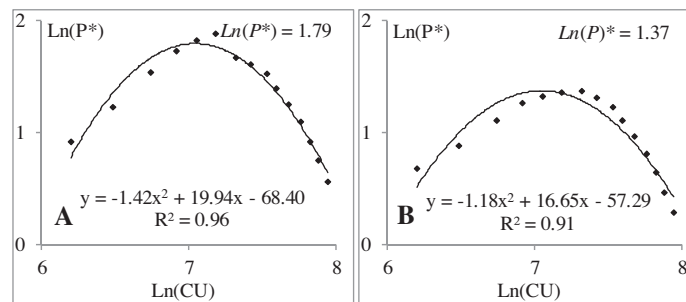 Ln(P*)
Ln(P*) = 1.79
2
1
0
y = -1.42x² + 19.94x - 68.40
R² = 0.96
A
6 7 8
Ln(CU)
Ln(P*)
Ln(P)* = 1.37
2
1
0
y = -1.18x² + 16.65x - 57.29
R² = 0.91
B
6 7 8
Ln(CU)